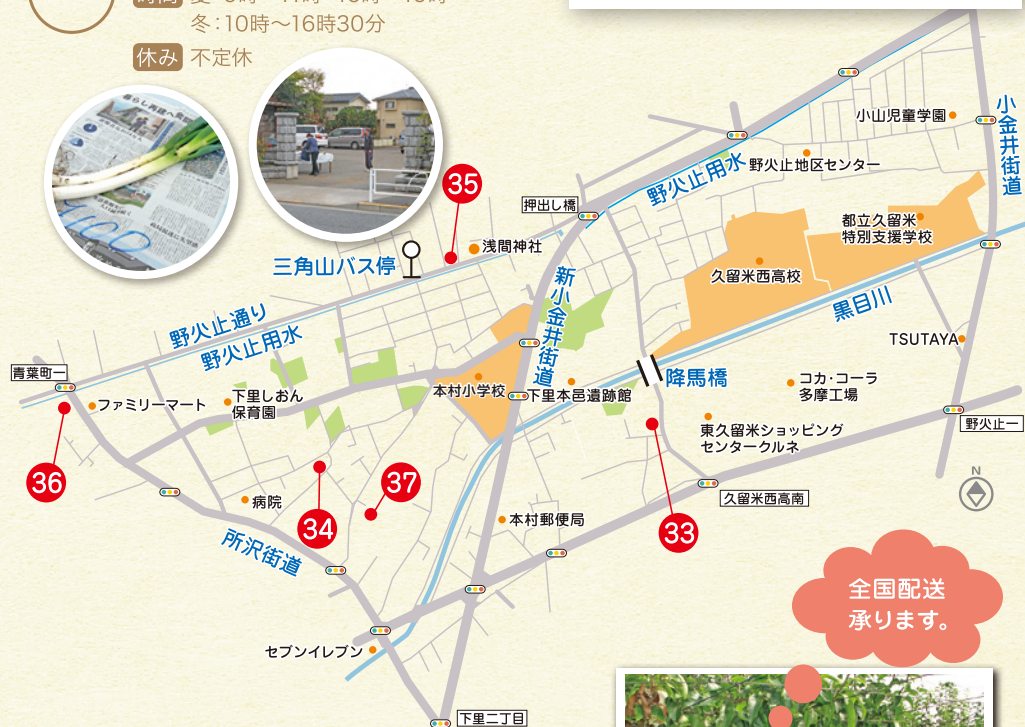 冬：10時〜16時30分
休み 不定休
小山児童学園
小金井街道
野火止地区センター
野火止用水
35
押出し橋
都立久留米
特別支援学校
浅間神社
三角山バス停
久留米西高校
新小金井街道
黒目川
野火止通り
野火止用水
TSUTAYA
青葉町一
降馬橋
コカ・コーラ
多摩工場
本村小学校
下里本邑遺跡館
ファミリーマート
下里しおん
保育園
野火止一
東久留米ショッピング
センタークルネ
36
37
N
病院
久留米西高南
34
本村郵便局
33
所沢街道
全国配送
承ります。
セブンイレブン
下里二丁目